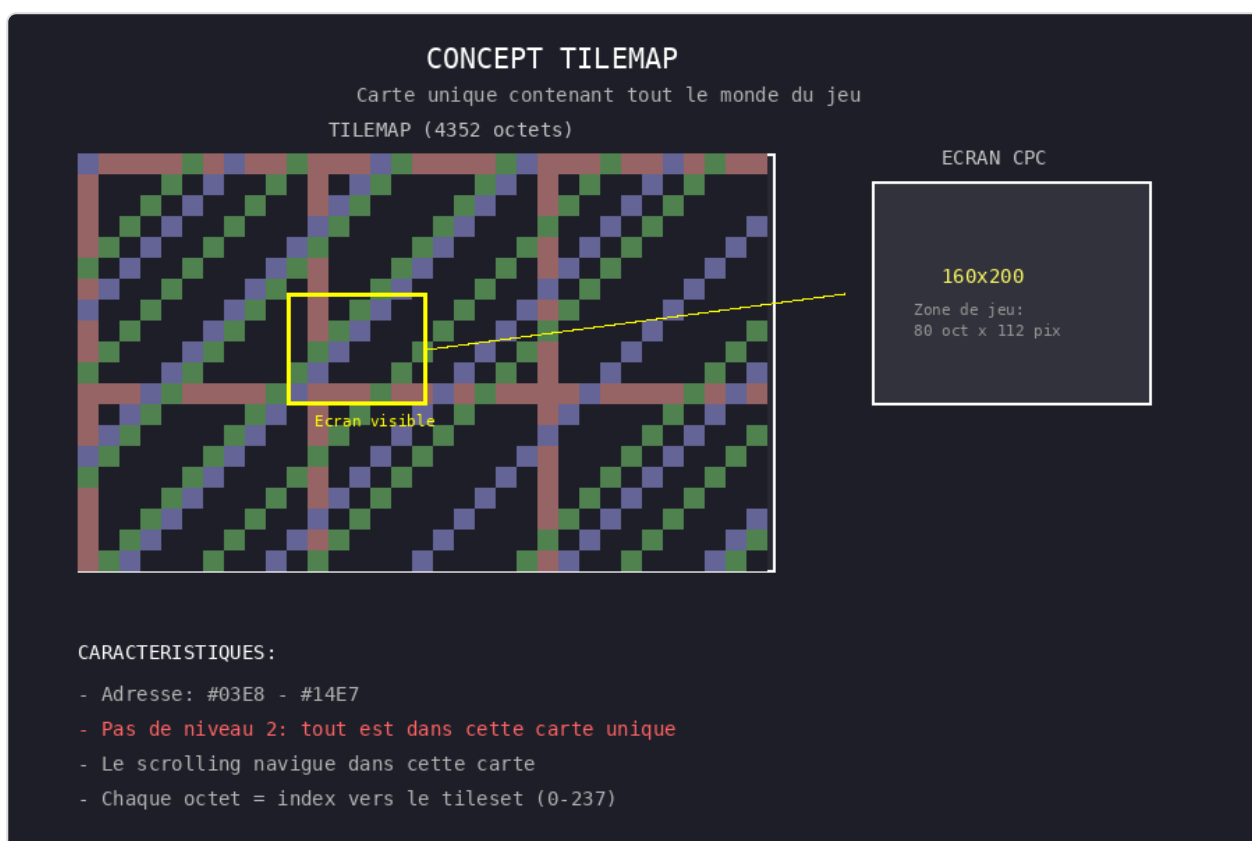 CONCEPT TILEMAP
Carte unique contenant tout le monde du jeu
TILEMAP (4352 octets)
ECRAN CPC
160x200
Zone de jeu:
80 oct x 112 pix
Ecran visible
CARACTERISTIQUES:
- Adresse: #03E8 - #14E7
- Pas de niveau 2: tout est dans cette carte unique
- Le scrolling navigue dans cette carte
- Chaque octet = index vers le tileset (0-237)